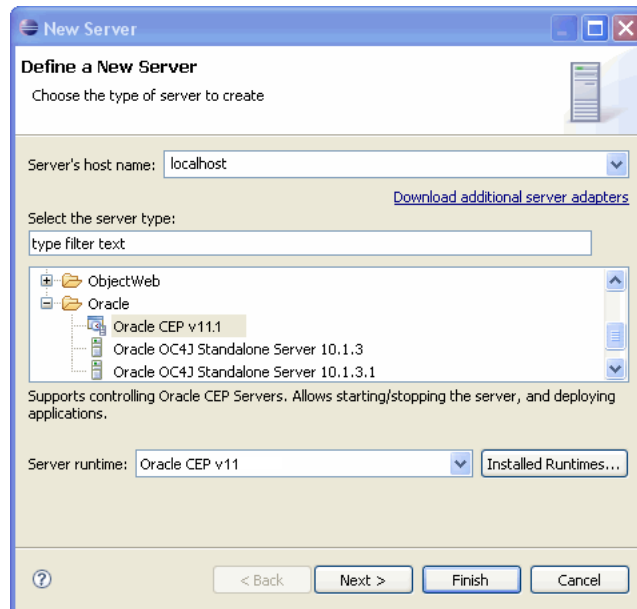 New Server
Define a New Server
Choose the type of server to create
Server's host name: localhost
Download additional server adapters
Select the server type:
type filter text
ObjectWeb
Oracle
Oracle CEP v11.1
Oracle OC4J Standalone Server 10.1.3
Oracle OC4J Standalone Server 10.1.3.1
Supports controlling Oracle CEP Servers. Allows starting/stopping the server, and deploying
applications.
Server runtime: Oracle CEP v11 Installed Runtimes...
? < Back Next > Finish Cancel